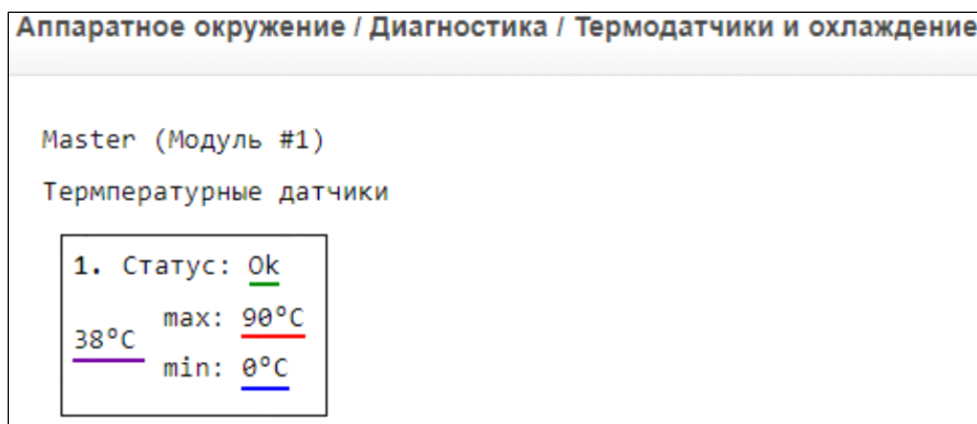 Аппаратное окружение / Диагностика / Термодатчики и охлаждение
Master (Модуль #1)
Термпературные датчики
1. Статус: Ok
max: 90°C
38°C
min: 0°C